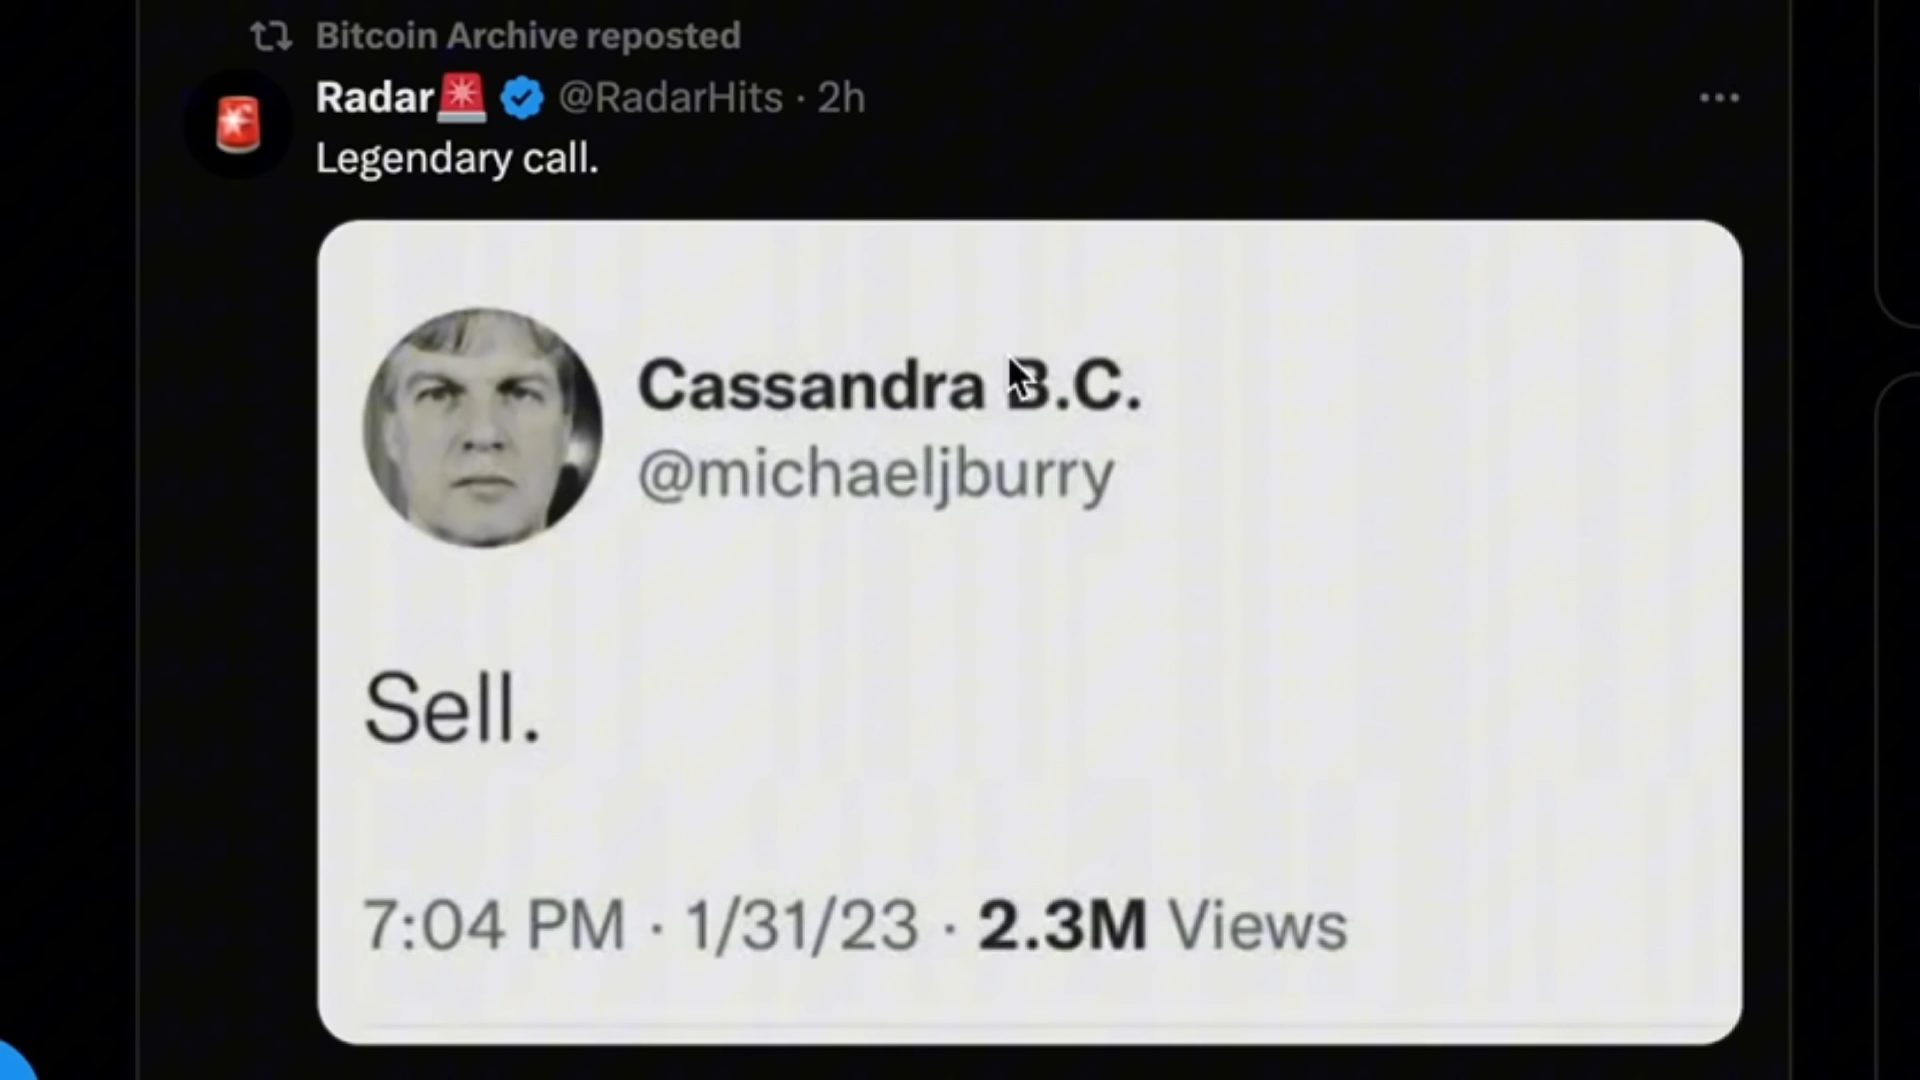 Bitcoin Archive reposted
Radar🚨 @RadarHits · 2h
Legendary call.
Cassandra B.C.
@michaeljburry
Sell.
7:04 PM · 1/31/23 · 2.3M Views